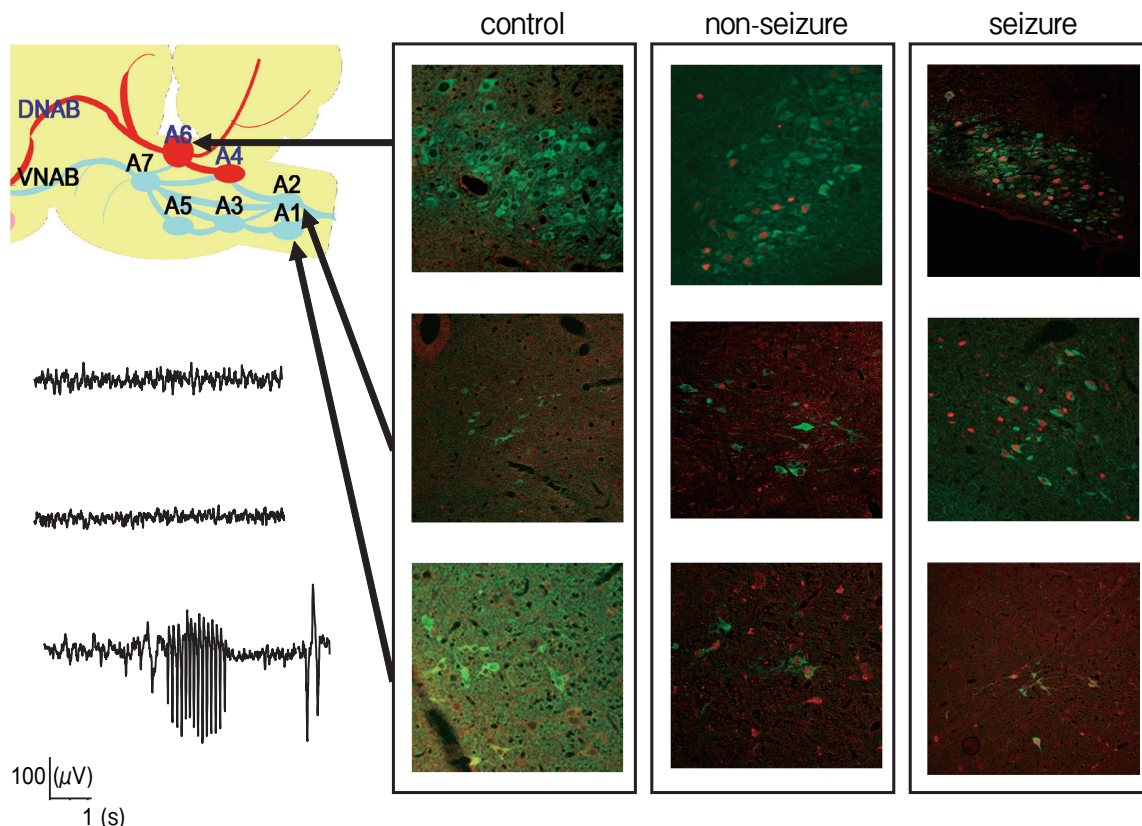 control non-seizure seizure
DNAB
A6
A7 A4
VNAB
A2
A5 A3 A1
100 (μV)
1 (s)